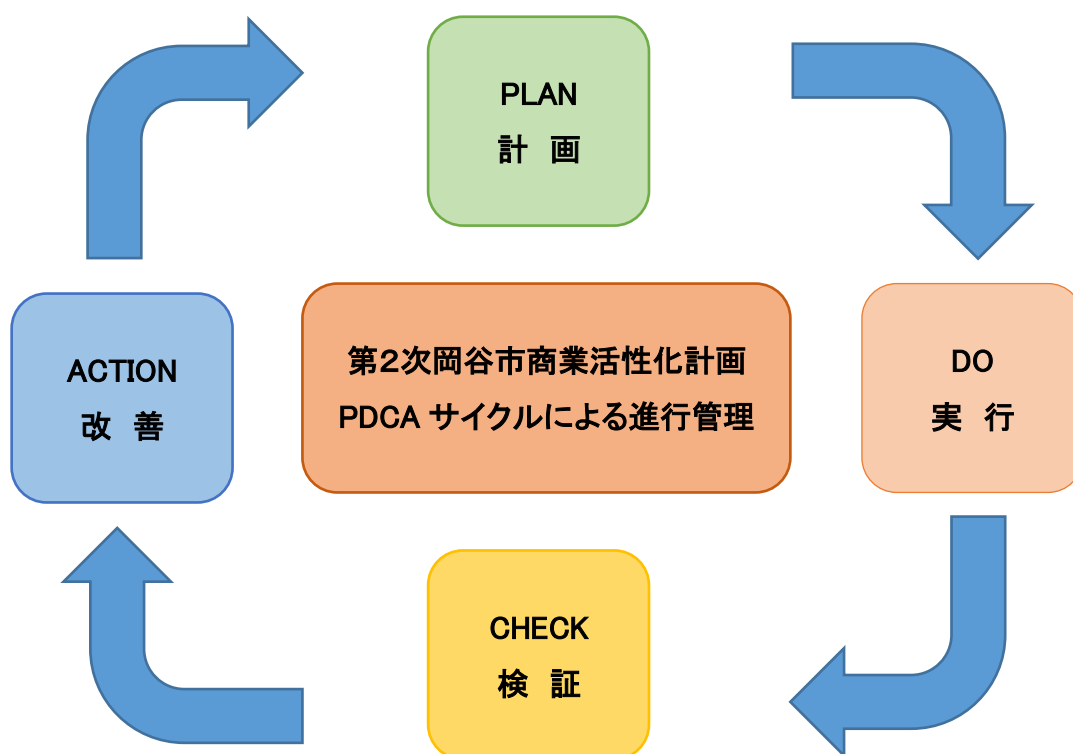 PLAN
計　画
ACTION
改　善
第２次岡谷市商業活性化計画
PDCA サイクルによる進行管理
DO
実　行
CHECK
検　証